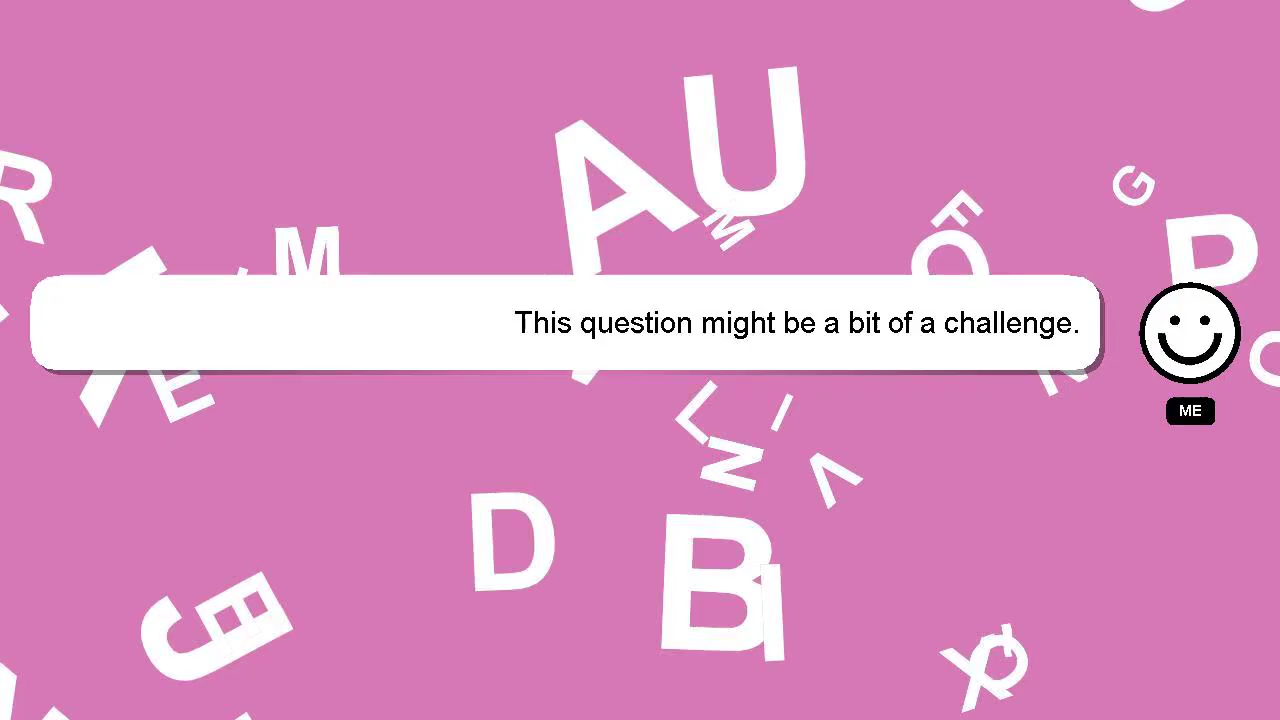 This question might be a bit of a challenge.
ME
R
A
U
M
M
F
O
G
P
E
L
I
N
V
D
B
I
J
B
X
Q